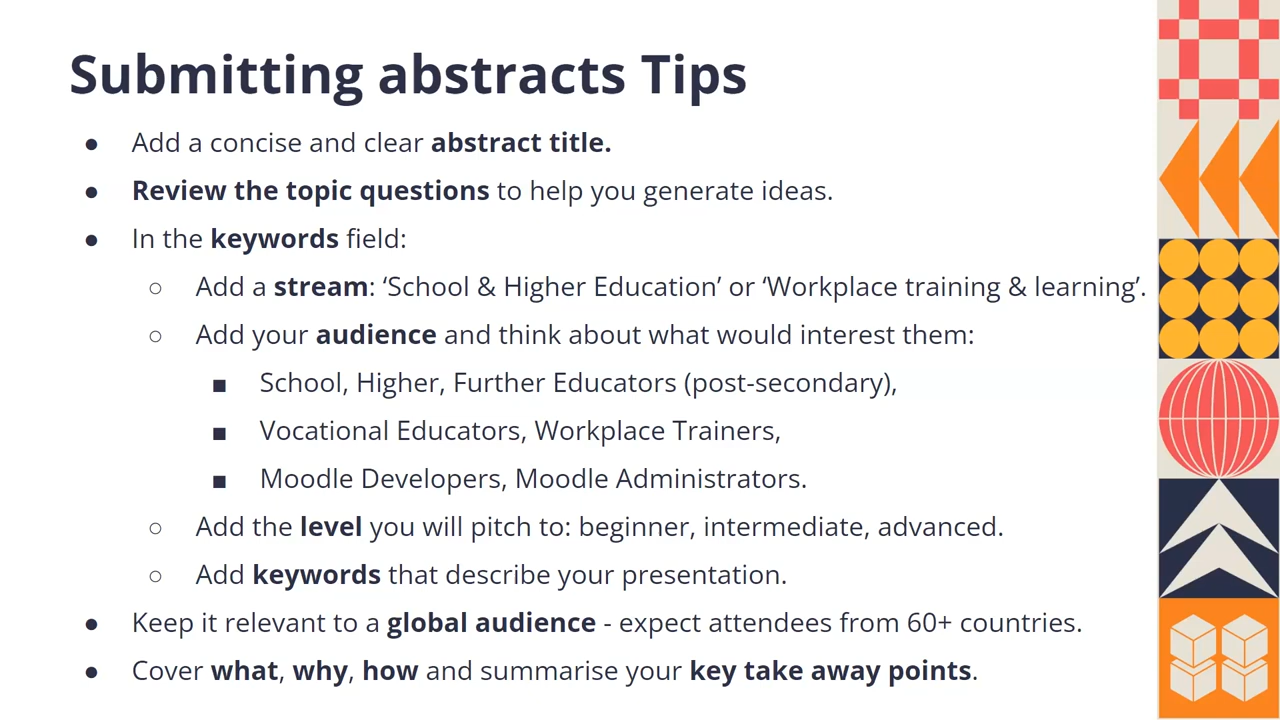 Submitting abstracts Tips
● Add a concise and clear abstract title.
● Review the topic questions to help you generate ideas.
● In the keywords field:
○ Add a stream: ‘School & Higher Education’ or ‘Workplace training & learning’.
○ Add your audience and think about what would interest them:
■ School, Higher, Further Educators (post-secondary),
■ Vocational Educators, Workplace Trainers,
■ Moodle Developers, Moodle Administrators.
○ Add the level you will pitch to: beginner, intermediate, advanced.
○ Add keywords that describe your presentation.
● Keep it relevant to a global audience - expect attendees from 60+ countries.
● Cover what, why, how and summarise your key take away points.